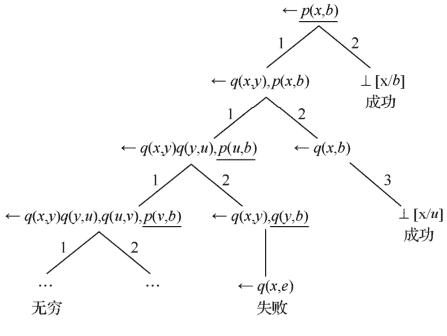 ← p(x,b)
1 2
← q(x,y),p(x,b) ⊥[x/b]
成功
1 2
← q(x,y)q(y,u),p(u,b) ← q(x,b)
1 2 3
← q(x,y)q(y,u),q(u,v),p(v,b) ← q(x,y),q(y,b) ⊥[x/u]
成功
1 2
… … ← q(x,e)
无穷 失败